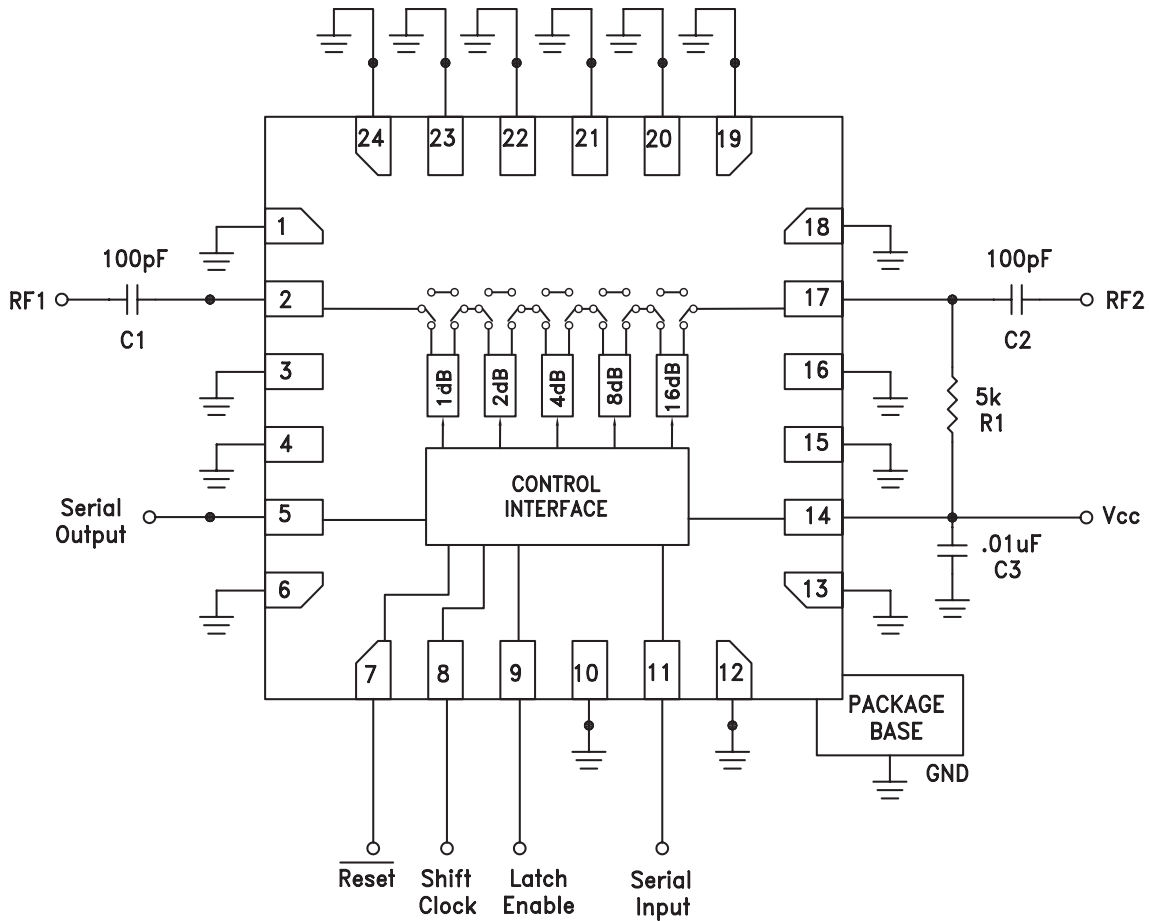 24
23
22
21
20
19
1
18
100pF
100pF
RF1
2
17
RF2
C1
C2
3
16
1dB
2dB
4dB
8dB
16dB
5k
R1
4
15
CONTROL
INTERFACE
Serial
Output
5
14
Vcc
.01uF
C3
6
13
7
8
9
10
11
12
PACKAGE
BASE
GND
Reset
Shift
Clock
Latch
Enable
Serial
Input